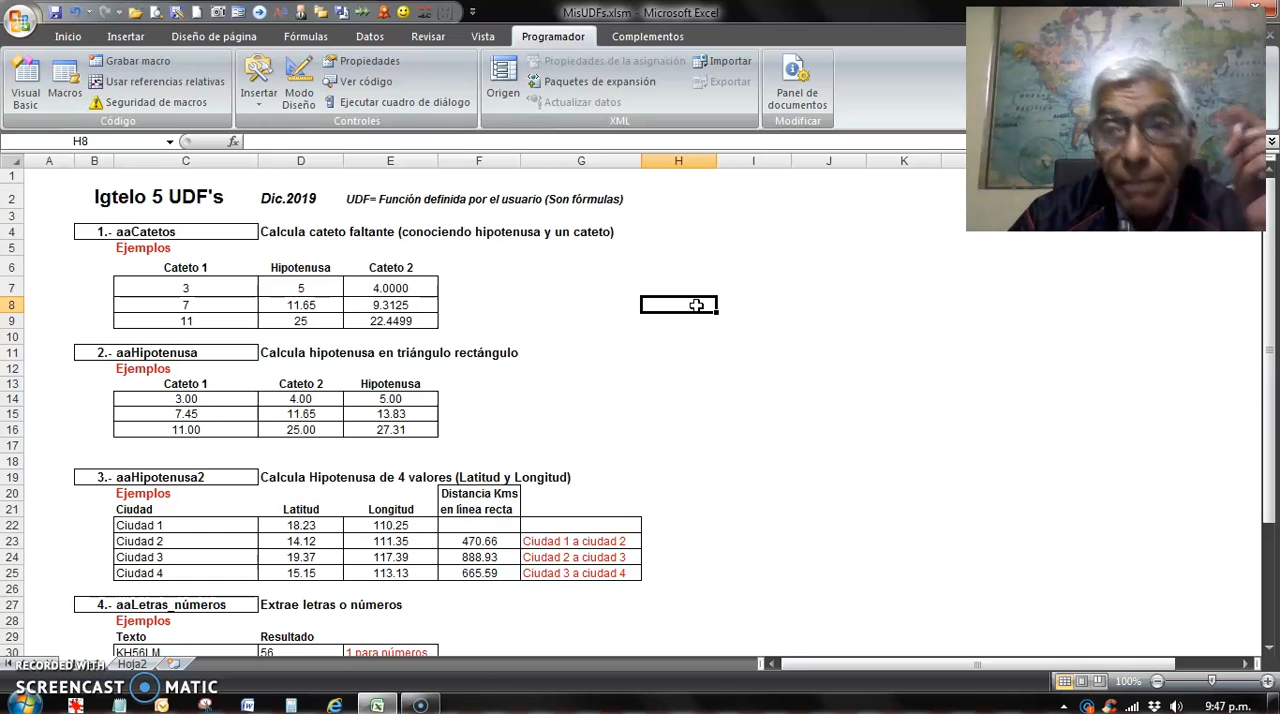 MisUDFs.xlsm - Microsoft Excel
Inicio Insertar Diseño de página Fórmulas Datos Revisar Vista Programador Complementos
Visual Basic
Macros
Grabar macro
Usar referencias relativas
Seguridad de macros
Código
Insertar
Modo Diseño
Propiedades
Ver código
Ejecutar cuadro de diálogo
Controles
Origen
Propiedades de la asignación
Paquetes de expansión
Actualizar datos
Importar
Exportar
XML
Panel de documentos
Modificar
H8 fx
A B C D E F G H I J K
1
2 Igtelo 5 UDF's Dic.2019 UDF= Función definida por el usuario (Son fórmulas)
3
4 1.- aaCatetos Calcula cateto faltante (conociendo hipotenusa y un cateto)
5 Ejemplos
6 Cateto 1 Hipotenusa Cateto 2
7 3 5 4.0000
8 7 11.65 9.3125
9 11 25 22.4499
10
11 2.- aaHipotenusa Calcula hipotenusa en triángulo rectángulo
12 Ejemplos
13 Cateto 1 Cateto 2 Hipotenusa
14 3.00 4.00 5.00
15 7.45 11.65 13.83
16 11.00 25.00 27.31
17
18
19 3.- aaHipotenusa2 Calcula Hipotenusa de 4 valores (Latitud y Longitud)
20 Ejemplos Distancia Kms
21 Ciudad Latitud Longitud en línea recta
22 Ciudad 1 18.23 110.25
23 Ciudad 2 14.12 111.35 470.66 Ciudad 1 a ciudad 2
24 Ciudad 3 19.37 117.39 888.93 Ciudad 2 a ciudad 3
25 Ciudad 4 15.15 113.13 665.59 Ciudad 3 a ciudad 4
26
27 4.- aaLetras_números Extrae letras o números
28 Ejemplos
29 Texto Resultado
30 KH56LM 56 1 para números
RECORDED WITH
Hoja2
100%
SCREENCAST MATIC
9:47 p.m.